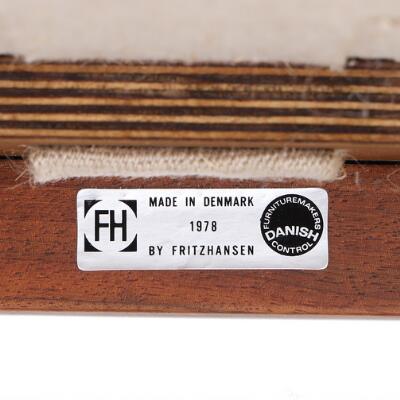 FH
MADE IN DENMARK
1978
BY FRITZHANSEN
FURNITUREMAKERS
DANISH
CONTROL